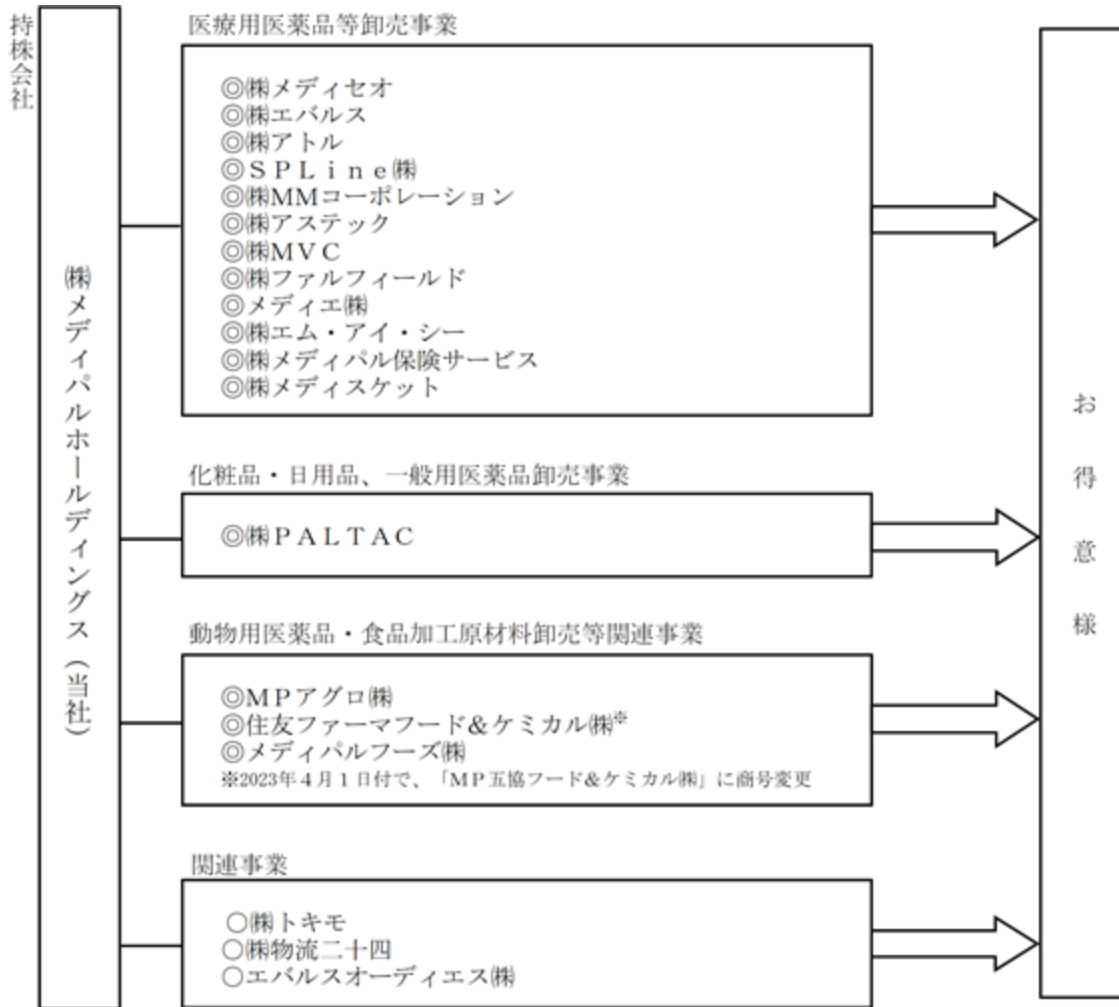 持株会社
㈱メディパルホールディングス（当社）
医療用医薬品等卸売事業
◎㈱メディセオ
◎㈱エバルス
◎㈱アトル
◎ＳＰＬｉｎｅ㈱
◎㈱MMコーポレーション
◎㈱アステック
◎㈱MVC
◎㈱ファルフィールド
◎メディエ㈱
◎㈱エム・アイ・シー
◎㈱メディパル保険サービス
◎㈱メディスケット
化粧品・日用品、一般用医薬品卸売事業
◎㈱ＰＡＬＴＡＣ
動物用医薬品・食品加工原材料卸売等関連事業
◎ＭＰアグロ㈱
◎住友ファーマフード＆ケミカル㈱※
◎メディパルフーズ㈱
※2023年４月１日付で、「ＭＰ五協フード＆ケミカル㈱」に商号変更
関連事業
○㈱トキモ
○㈱物流二十四
○エバルスオーディエス㈱
お得意様